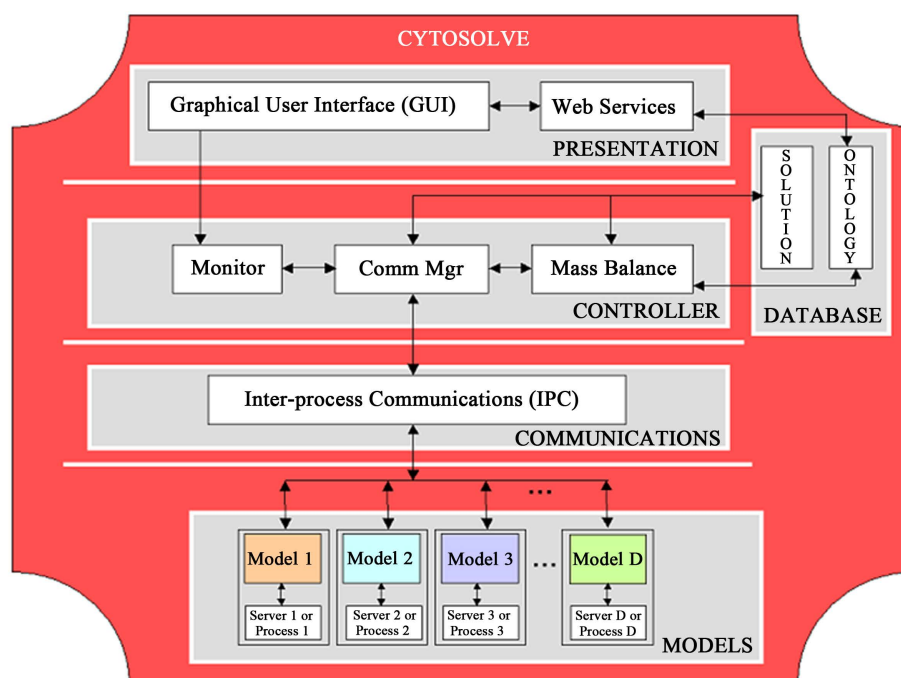 CYTOSOLVE
Graphical User Interface (GUI)
Web Services
PRESENTATION
SOLUTION
ONTOLOGY
Monitor
Comm Mgr
Mass Balance
CONTROLLER
DATABASE
Inter-process Communications (IPC)
COMMUNICATIONS
...
Model 1
Model 2
Model 3
...
Model D
Server 1 or
Process 1
Server 2 or
Process 2
Server 3 or
Process 3
Server D or
Process D
MODELS